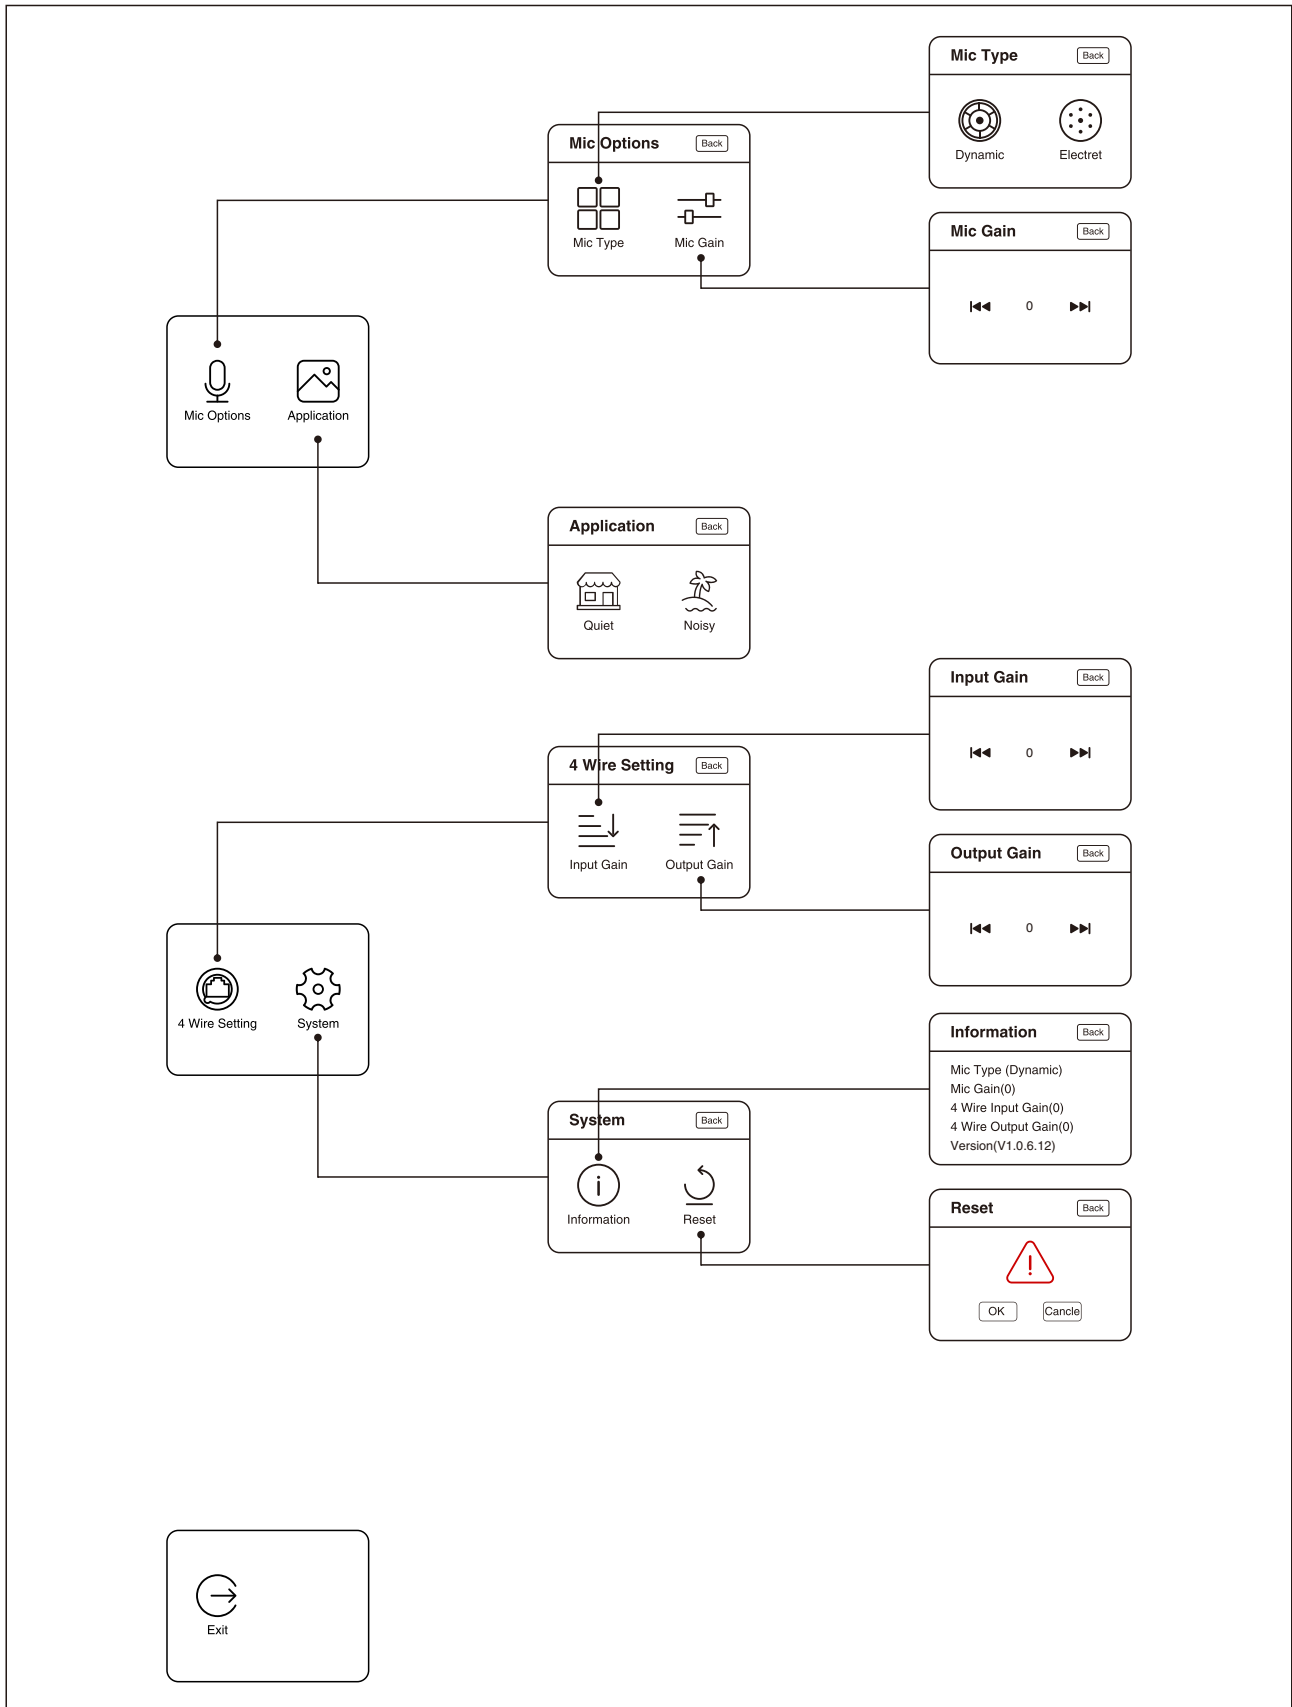 Mic Type Back
Dynamic Electret
Mic Options Back
Mic Type Mic Gain
Mic Gain Back
0
Mic Options Application
Application Back
Quiet Noisy
Input Gain Back
0
4 Wire Setting Back
Input Gain Output Gain
Output Gain Back
0
4 Wire Setting System
Information Back
Mic Type (Dynamic)
Mic Gain(0)
4 Wire Input Gain(0)
4 Wire Output Gain(0)
Version(V1.0.6.12)
System Back
Information Reset
Reset Back
OK Cancle
Exit